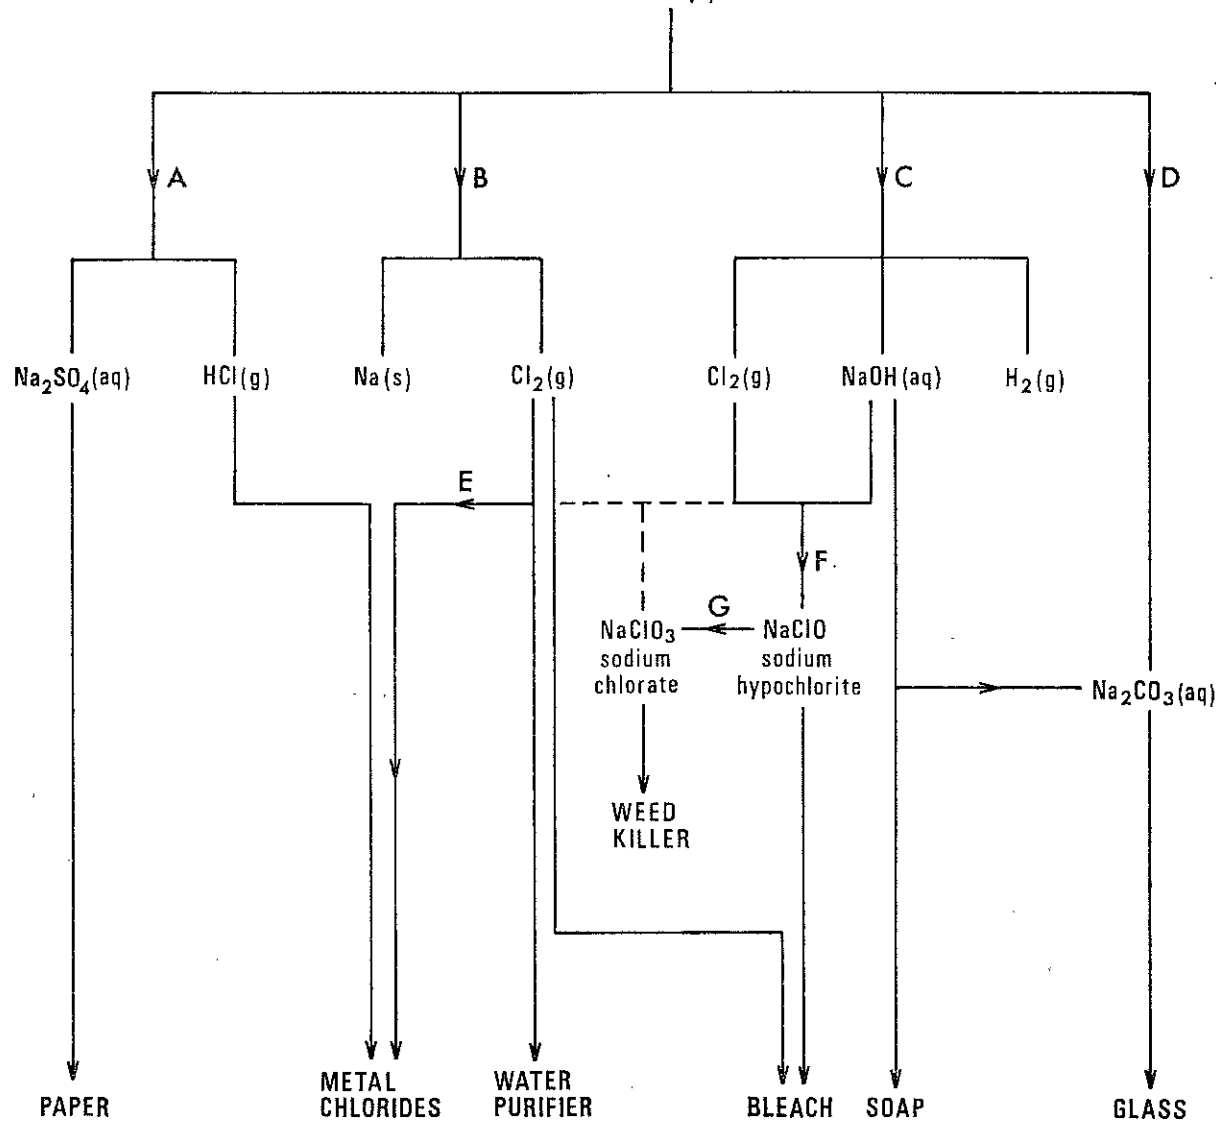 A
B
C
D
Na₂SO₄(aq)
HCl(g)
Na(s)
Cl₂(g)
Cl₂(g)
NaOH(aq)
H₂(g)
E
F
G
NaClO₃
sodium
chlorate
NaClO
sodium
hypochlorite
Na₂CO₃(aq)
WEED
KILLER
PAPER
METAL
CHLORIDES
WATER
PURIFIER
BLEACH
SOAP
GLASS